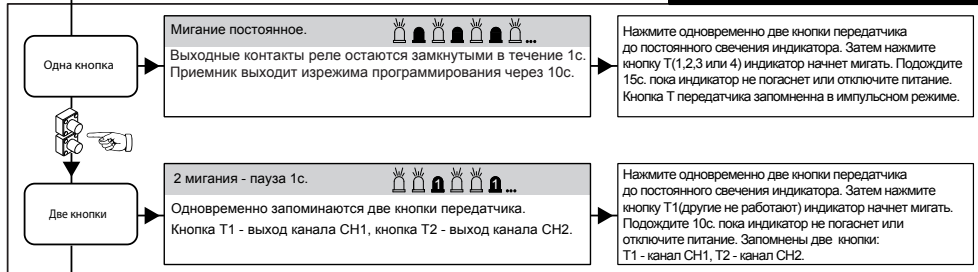 Одна кнопка
Мигание постоянное.
...
Выходные контакты реле остаются замкнутыми в течение 1с.
Приемник выходит изрежима программирования через 10с.
Нажмите одновременно две кнопки передатчика
до постоянного свечения индикатора. Затем нажмите
кнопку Т(1,2,3 или 4) индикатор начнет мигать. Подождите
15с. пока индикатор не погаснет или отключите питание.
Кнопка Т передатчика запомненна в импульсном режиме.
Две кнопки
2 мигания - пауза 1с.
1 1...
Одновременно запоминаются две кнопки передатчика.
Кнопка Т1 - выход канала СН1, кнопка Т2 - выход канала СН2.
Нажмите одновременно две кнопки передатчика
до постоянного свечения индикатора. Затем нажмите
кнопку Т1(другие не работают) индикатор начнет мигать.
Подождите 10с. пока индикатор не погаснет или
отключите питание. Запомнены две кнопки:
Т1 - канал СН1, Т2 - канал СН2.